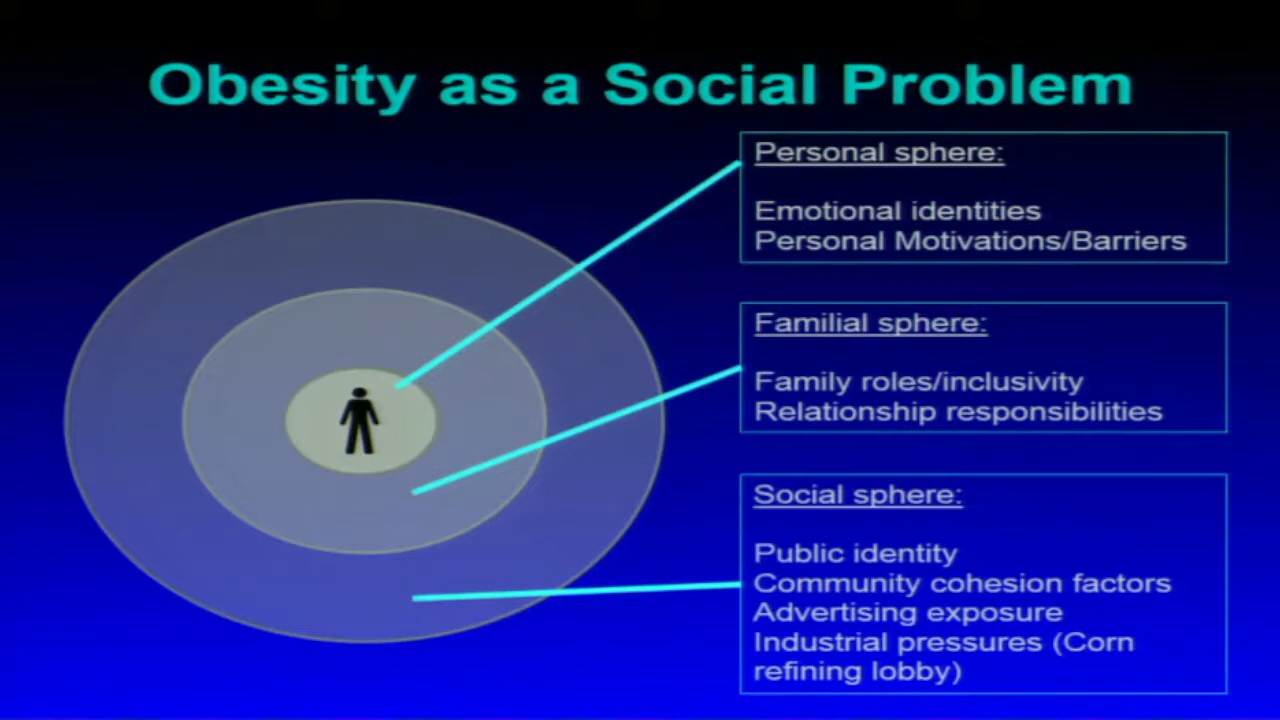 Obesity as a Social Problem
Personal sphere:
Emotional identities
Personal Motivations/Barriers
Familial sphere:
Family roles/inclusivity
Relationship responsibilities
Social sphere:
Public identity
Community cohesion factors
Advertising exposure
Industrial pressures (Corn
refining lobby)